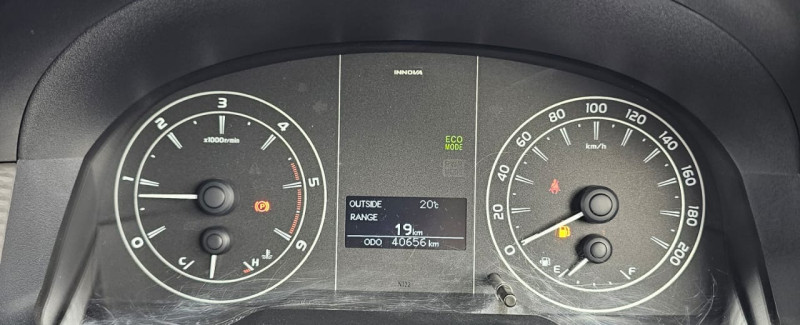 INNOVA
0 1 2 3 4 5 6
x1000r/min
P
C H
ECO
MODE
OUTSIDE 20°c
RANGE
19km
ODO 40656 km
0 20 40 60 80 100 120 140 160 180 200
km/h
E F